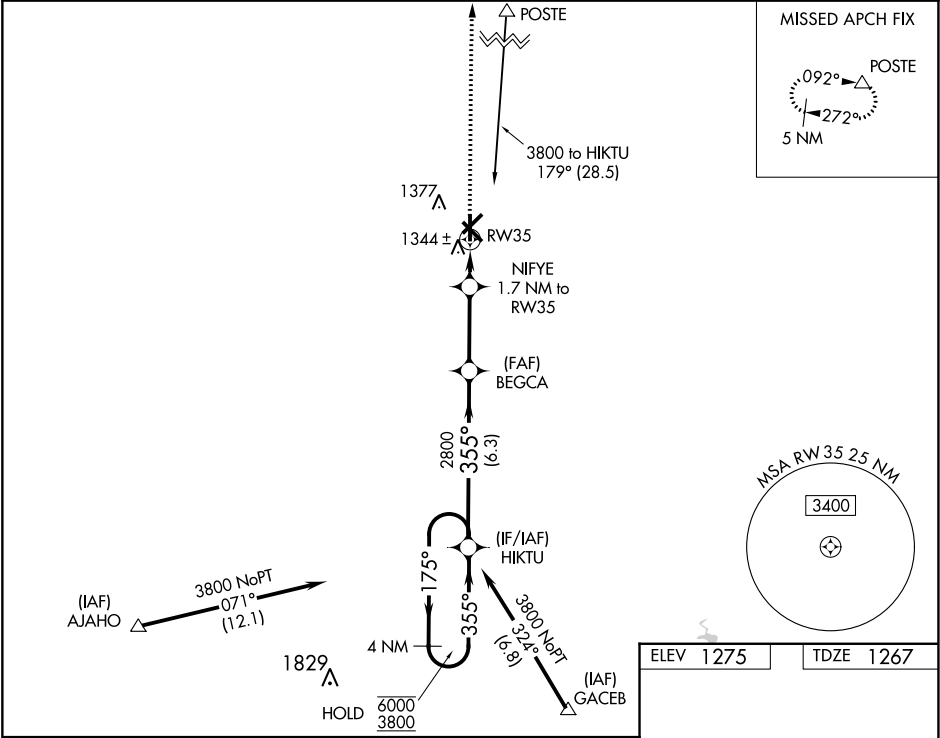 POSTE
MISSED APCH FIX
092°
POSTE
272°
5 NM
3800 to HIKTU
179° (28.5)
1377
1344 ±
RW35
NIFYE
1.7 NM to
RW35
(FAF)
BEGCA
2800
355°
(6.3)
MSA RW 35 25 NM
3400
(IF/IAF)
HIKTU
175°
355°
3800 NoPT
071°
(12.1)
(IAF)
AJAHO
3800 NoPT
324°
(6.8)
4 NM
1829
HOLD
6000
3800
(IAF)
GACEB
ELEV 1275
TDZE 1267